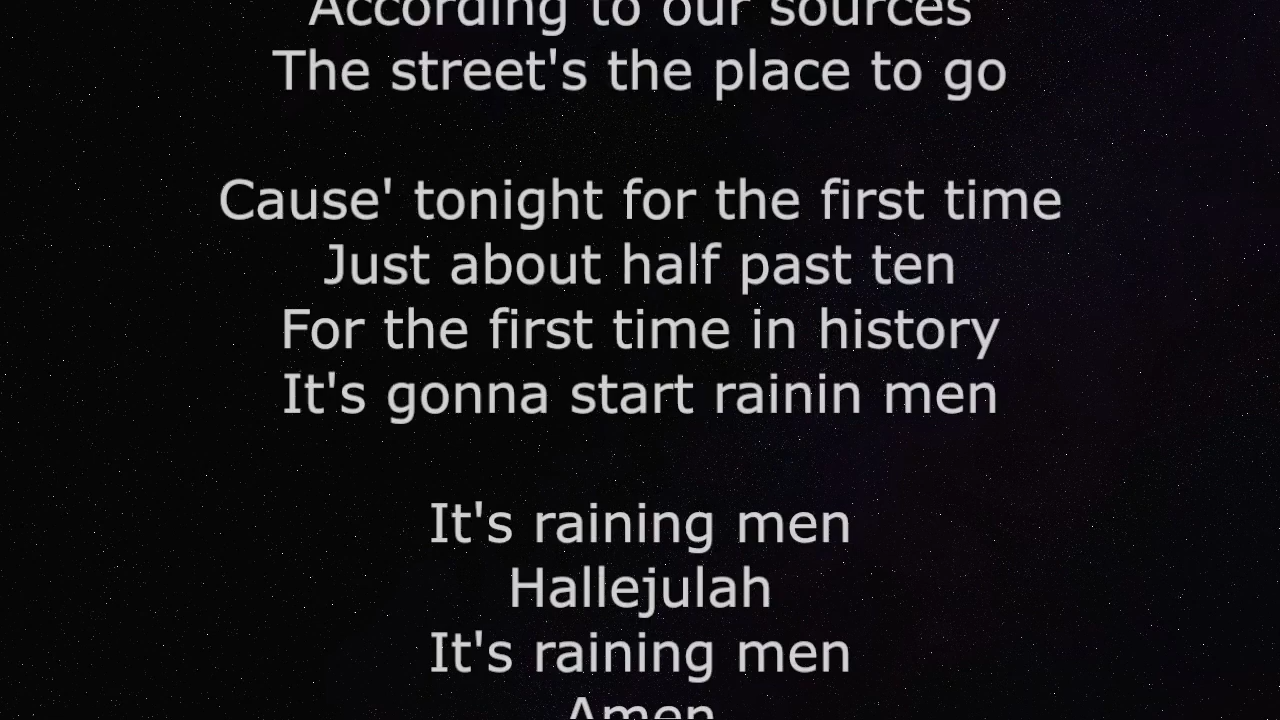 According to our sources
The street's the place to go
Cause' tonight for the first time
Just about half past ten
For the first time in history
It's gonna start rainin men
It's raining men
Hallejulah
It's raining men
Amen